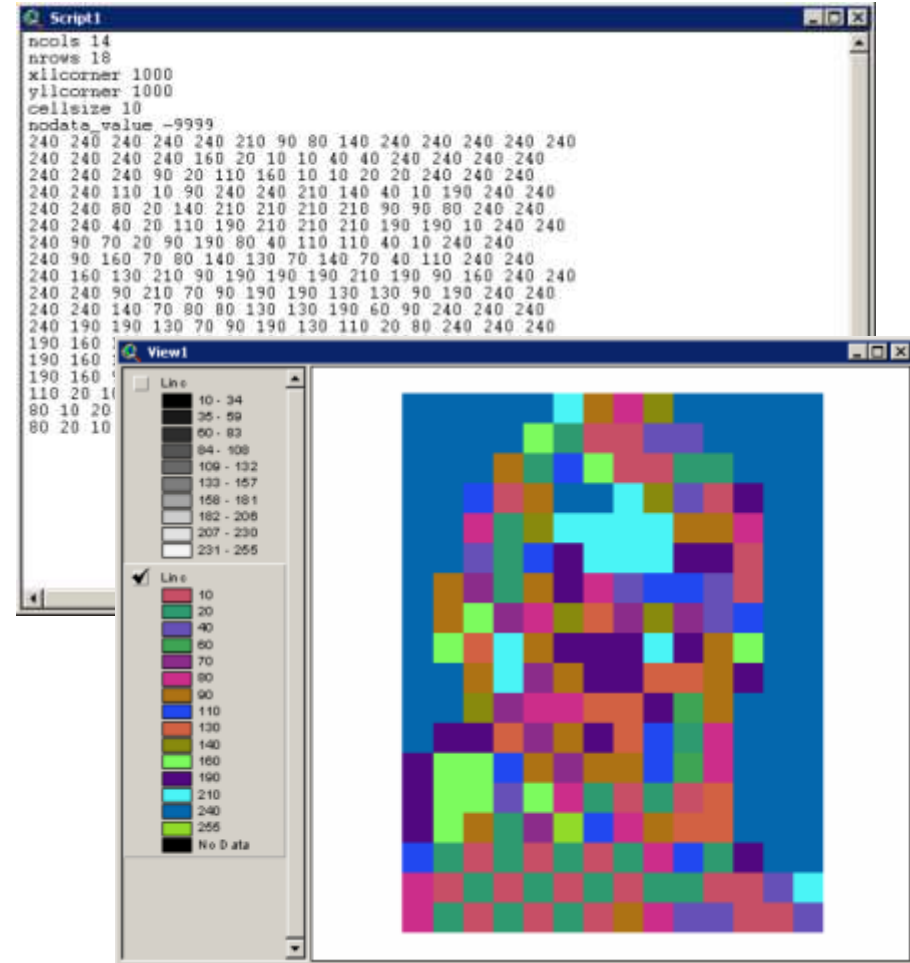 Script1
ncols 14
nrows 18
xllcorner 1000
yllcorner 1000
cellsize 10
nodata_value -9999
240 240 240 240 240 210 90 80 140 240 240 240 240 240
240 240 240 240 160 20 10 10 40 40 240 240 240 240
240 240 240 90 20 110 160 10 10 20 20 240 240 240
240 240 110 10 90 240 240 210 140 40 10 190 240 240
240 240 80 20 140 210 210 210 210 90 90 80 240 240
240 240 40 20 110 190 210 210 210 190 190 10 240 240
240 90 70 20 90 190 80 40 110 110 40 10 240 240
240 90 160 70 80 140 130 70 140 70 40 110 240 240
240 160 130 210 90 190 190 190 210 190 90 160 240 240
240 240 90 210 70 90 190 190 130 130 90 190 240 240
240 240 140 70 80 80 130 130 190 60 90 240 240 240
240 190 190 130 70 90 190 130 110 20 80 240 240 240
190 160
190 160
190 160
110 20
80 10 20
80 20 10
View1
Line
10 - 34
35 - 59
60 - 83
84 - 108
109 - 132
133 - 157
158 - 181
182 - 206
207 - 230
231 - 255
Line
10
20
40
60
70
80
90
110
130
140
160
190
210
240
255
No Data